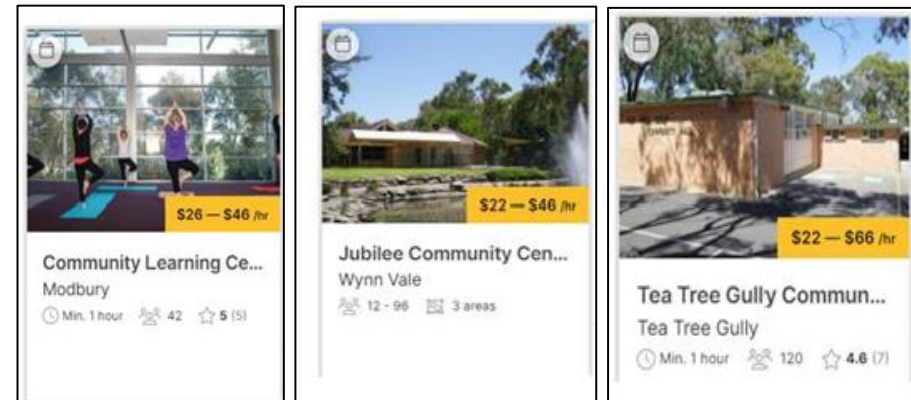 $26 — $46 /hr
Community Learning Ce...
Modbury
Min. 1 hour 42 5 (5)
$22 — $46 /hr
Jubilee Community Cen...
Wynn Vale
12 - 96 3 areas
$22 — $66 /hr
Tea Tree Gully Commun...
Tea Tree Gully
Min. 1 hour 120 4.6 (7)